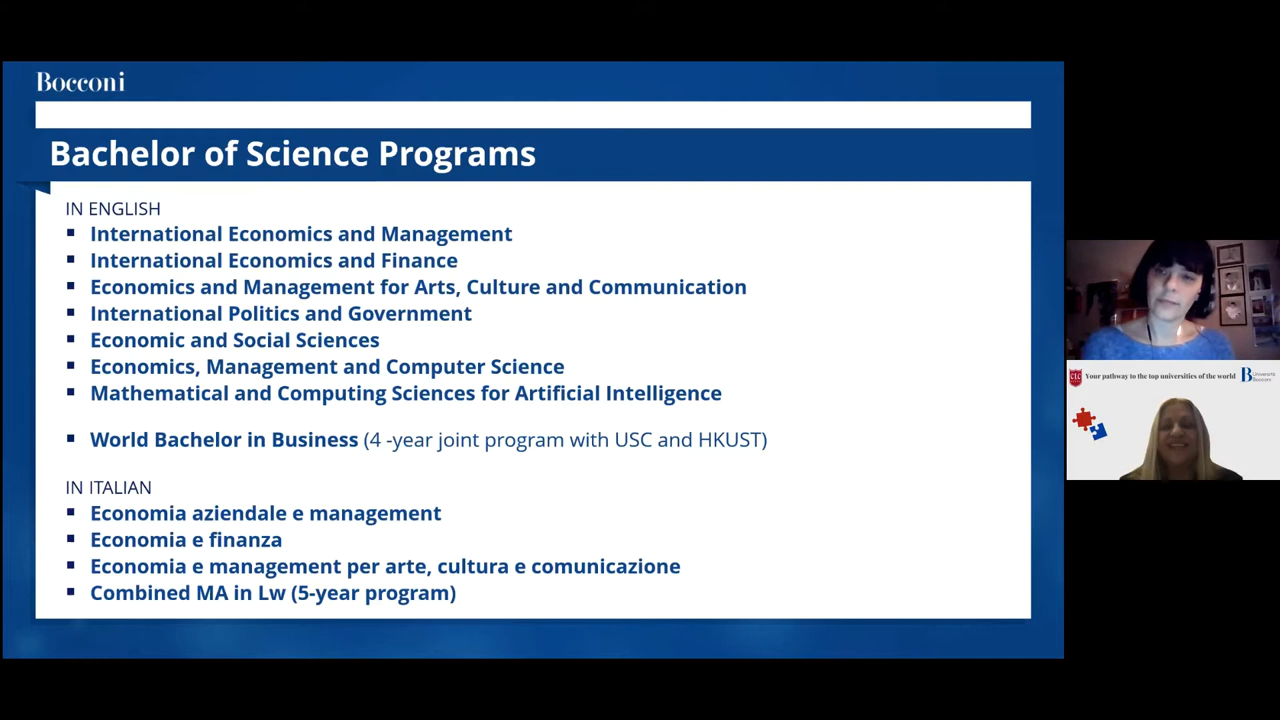 Bocconi
Bachelor of Science Programs
IN ENGLISH
▪ International Economics and Management
▪ International Economics and Finance
▪ Economics and Management for Arts, Culture and Communication
▪ International Politics and Government
▪ Economic and Social Sciences
▪ Economics, Management and Computer Science
▪ Mathematical and Computing Sciences for Artificial Intelligence
▪ World Bachelor in Business (4 -year joint program with USC and HKUST)
IN ITALIAN
▪ Economia aziendale e management
▪ Economia e finanza
▪ Economia e management per arte, cultura e comunicazione
▪ Combined MA in Lw (5-year program)
Your pathway to the top universities of the world
B Università
Bocconi